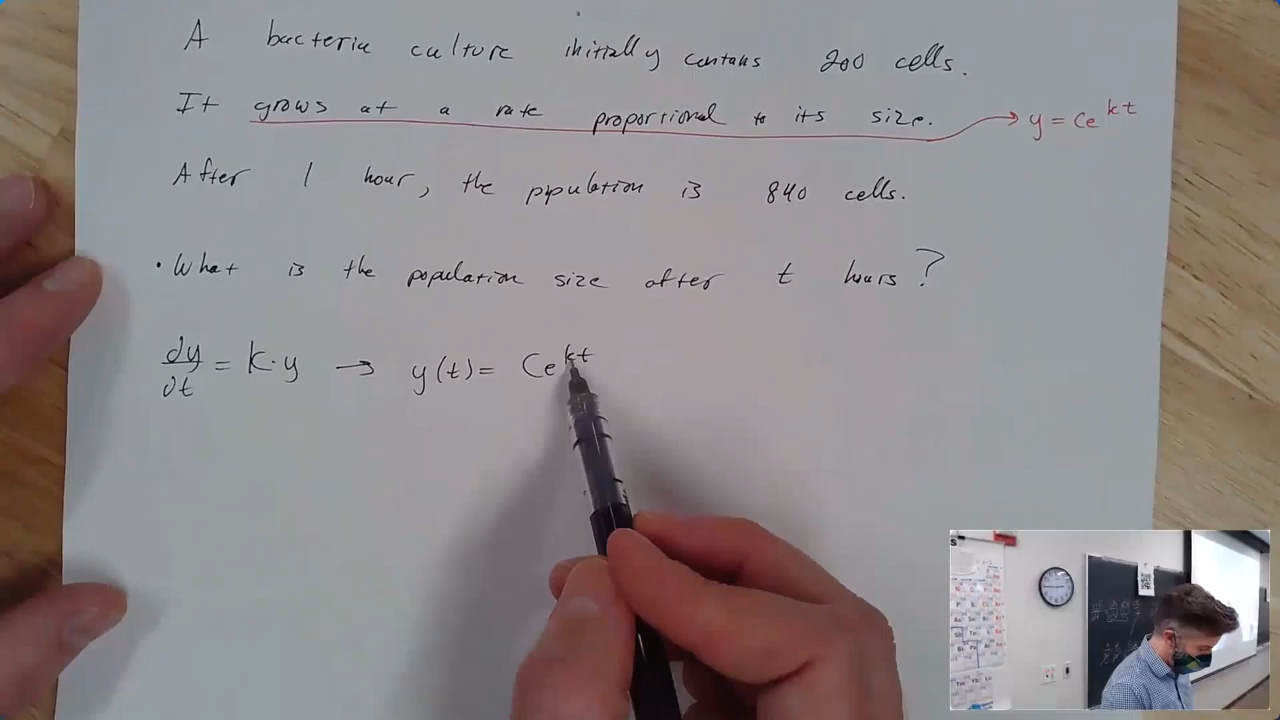 A bacteria culture initially contains 200 cells.
It grows at a rate proportional to its size. → y = Ce^kt
After 1 hour, the population is 840 cells.
• What is the population size after t hours?
dy/dt = k·y → y(t) = Ce^kt